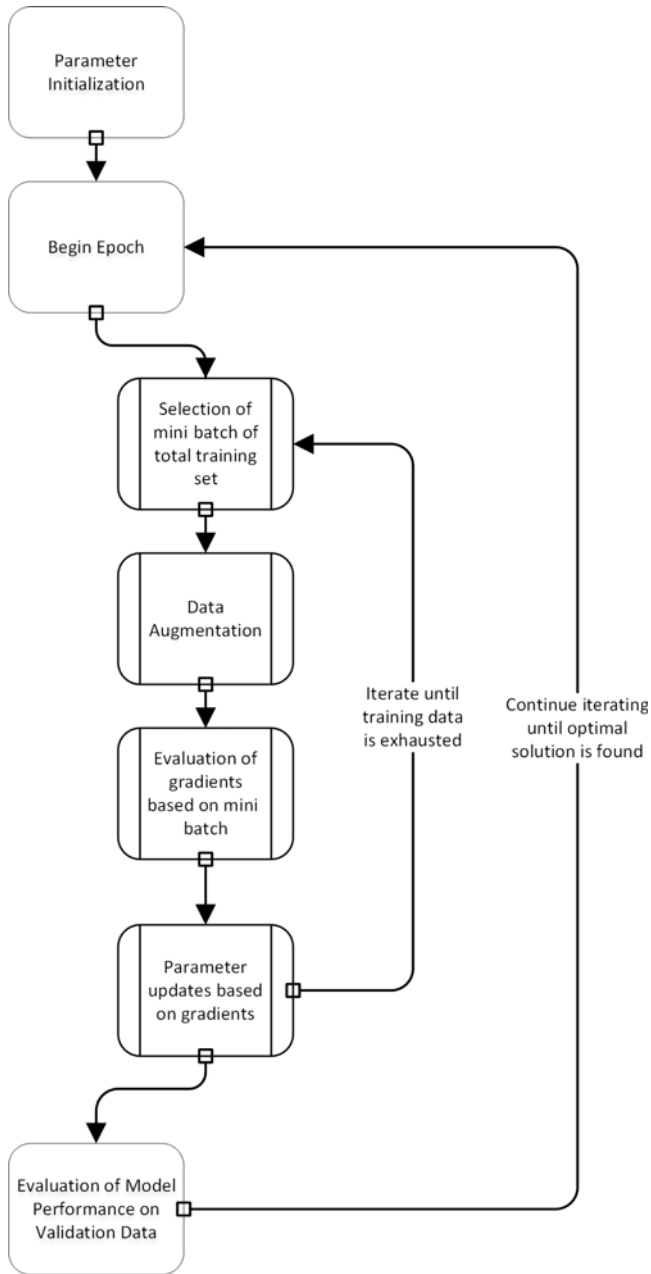 Parameter
Initialization
Begin Epoch
Selection of
mini batch of
total training
set
Data
Augmentation
Evaluation of
gradients
based on mini
batch
Parameter
updates based
on gradients
Iterate until
training data
is exhausted
Continue iterating
until optimal
solution is found
Evaluation of Model
Performance on
Validation Data